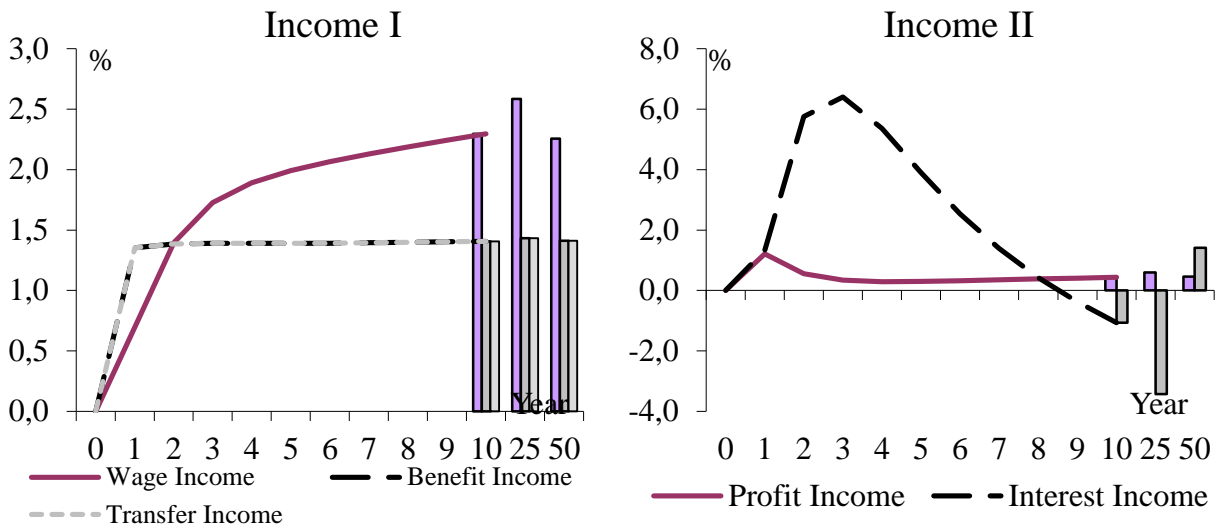 Income I
3,0
%
2,5
2,0
1,5
1,0
0,5
0,0
Year
0 1 2 3 4 5 6 7 8 9 10 25 50
Wage Income
Benefit Income
Transfer Income
Income II
8,0
%
6,0
4,0
2,0
0,0
-2,0
-4,0
Year
0 1 2 3 4 5 6 7 8 9 10 25 50
Profit Income
Interest Income